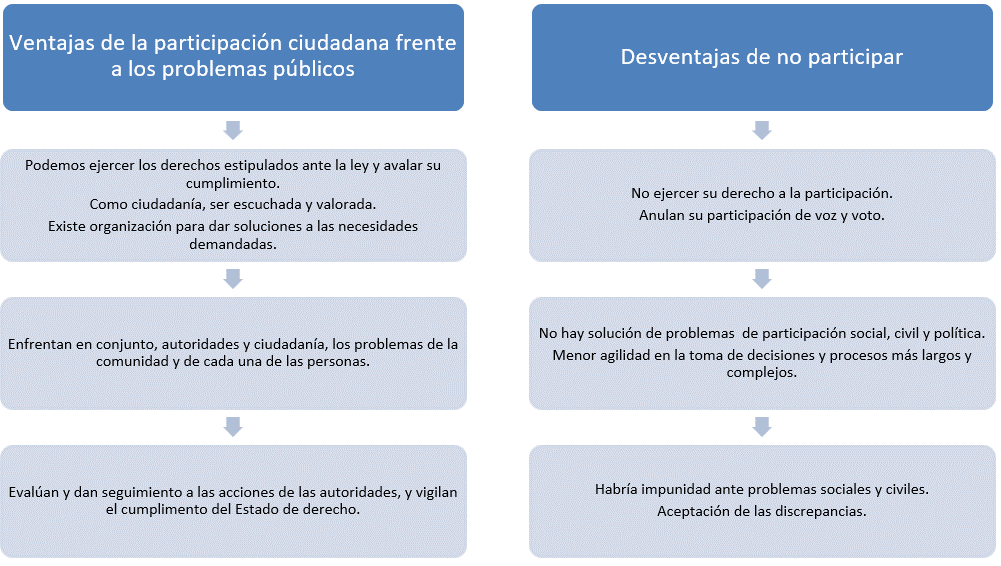 Ventajas de la participación ciudadana frente
a los problemas públicos
Podemos ejercer los derechos estipulados ante la ley y avalar su
cumplimiento.
Como ciudadanía, ser escuchada y valorada.
Existe organización para dar soluciones a las necesidades
demandadas.
Enfrentan en conjunto, autoridades y ciudadanía, los problemas de la
comunidad y de cada una de las personas.
Evalúan y dan seguimiento a las acciones de las autoridades, y vigilan
el cumplimento del Estado de derecho.
Desventajas de no participar
No ejercer su derecho a la participación.
Anulan su participación de voz y voto.
No hay solución de problemas  de participación social, civil y política.
Menor agilidad en la toma de decisiones y procesos más largos y
complejos.
Habría impunidad ante problemas sociales y civiles.
Aceptación de las discrepancias.